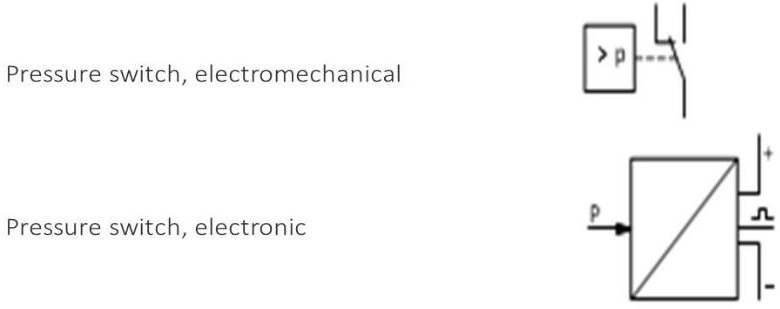 > p
Pressure switch, electromechanical
+
p
Pressure switch, electronic
-